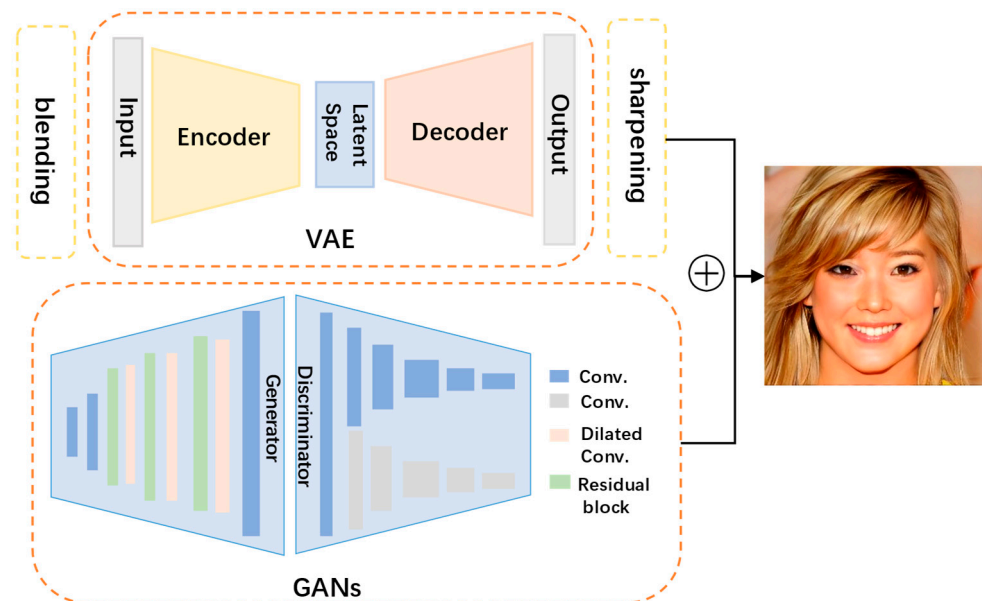 blending
Input
Encoder
Latent
Space
Decoder
Output
VAE
sharpening
Generator
Discriminator
Conv.
Conv.
Dilated
Conv.
Residual
block
GANs